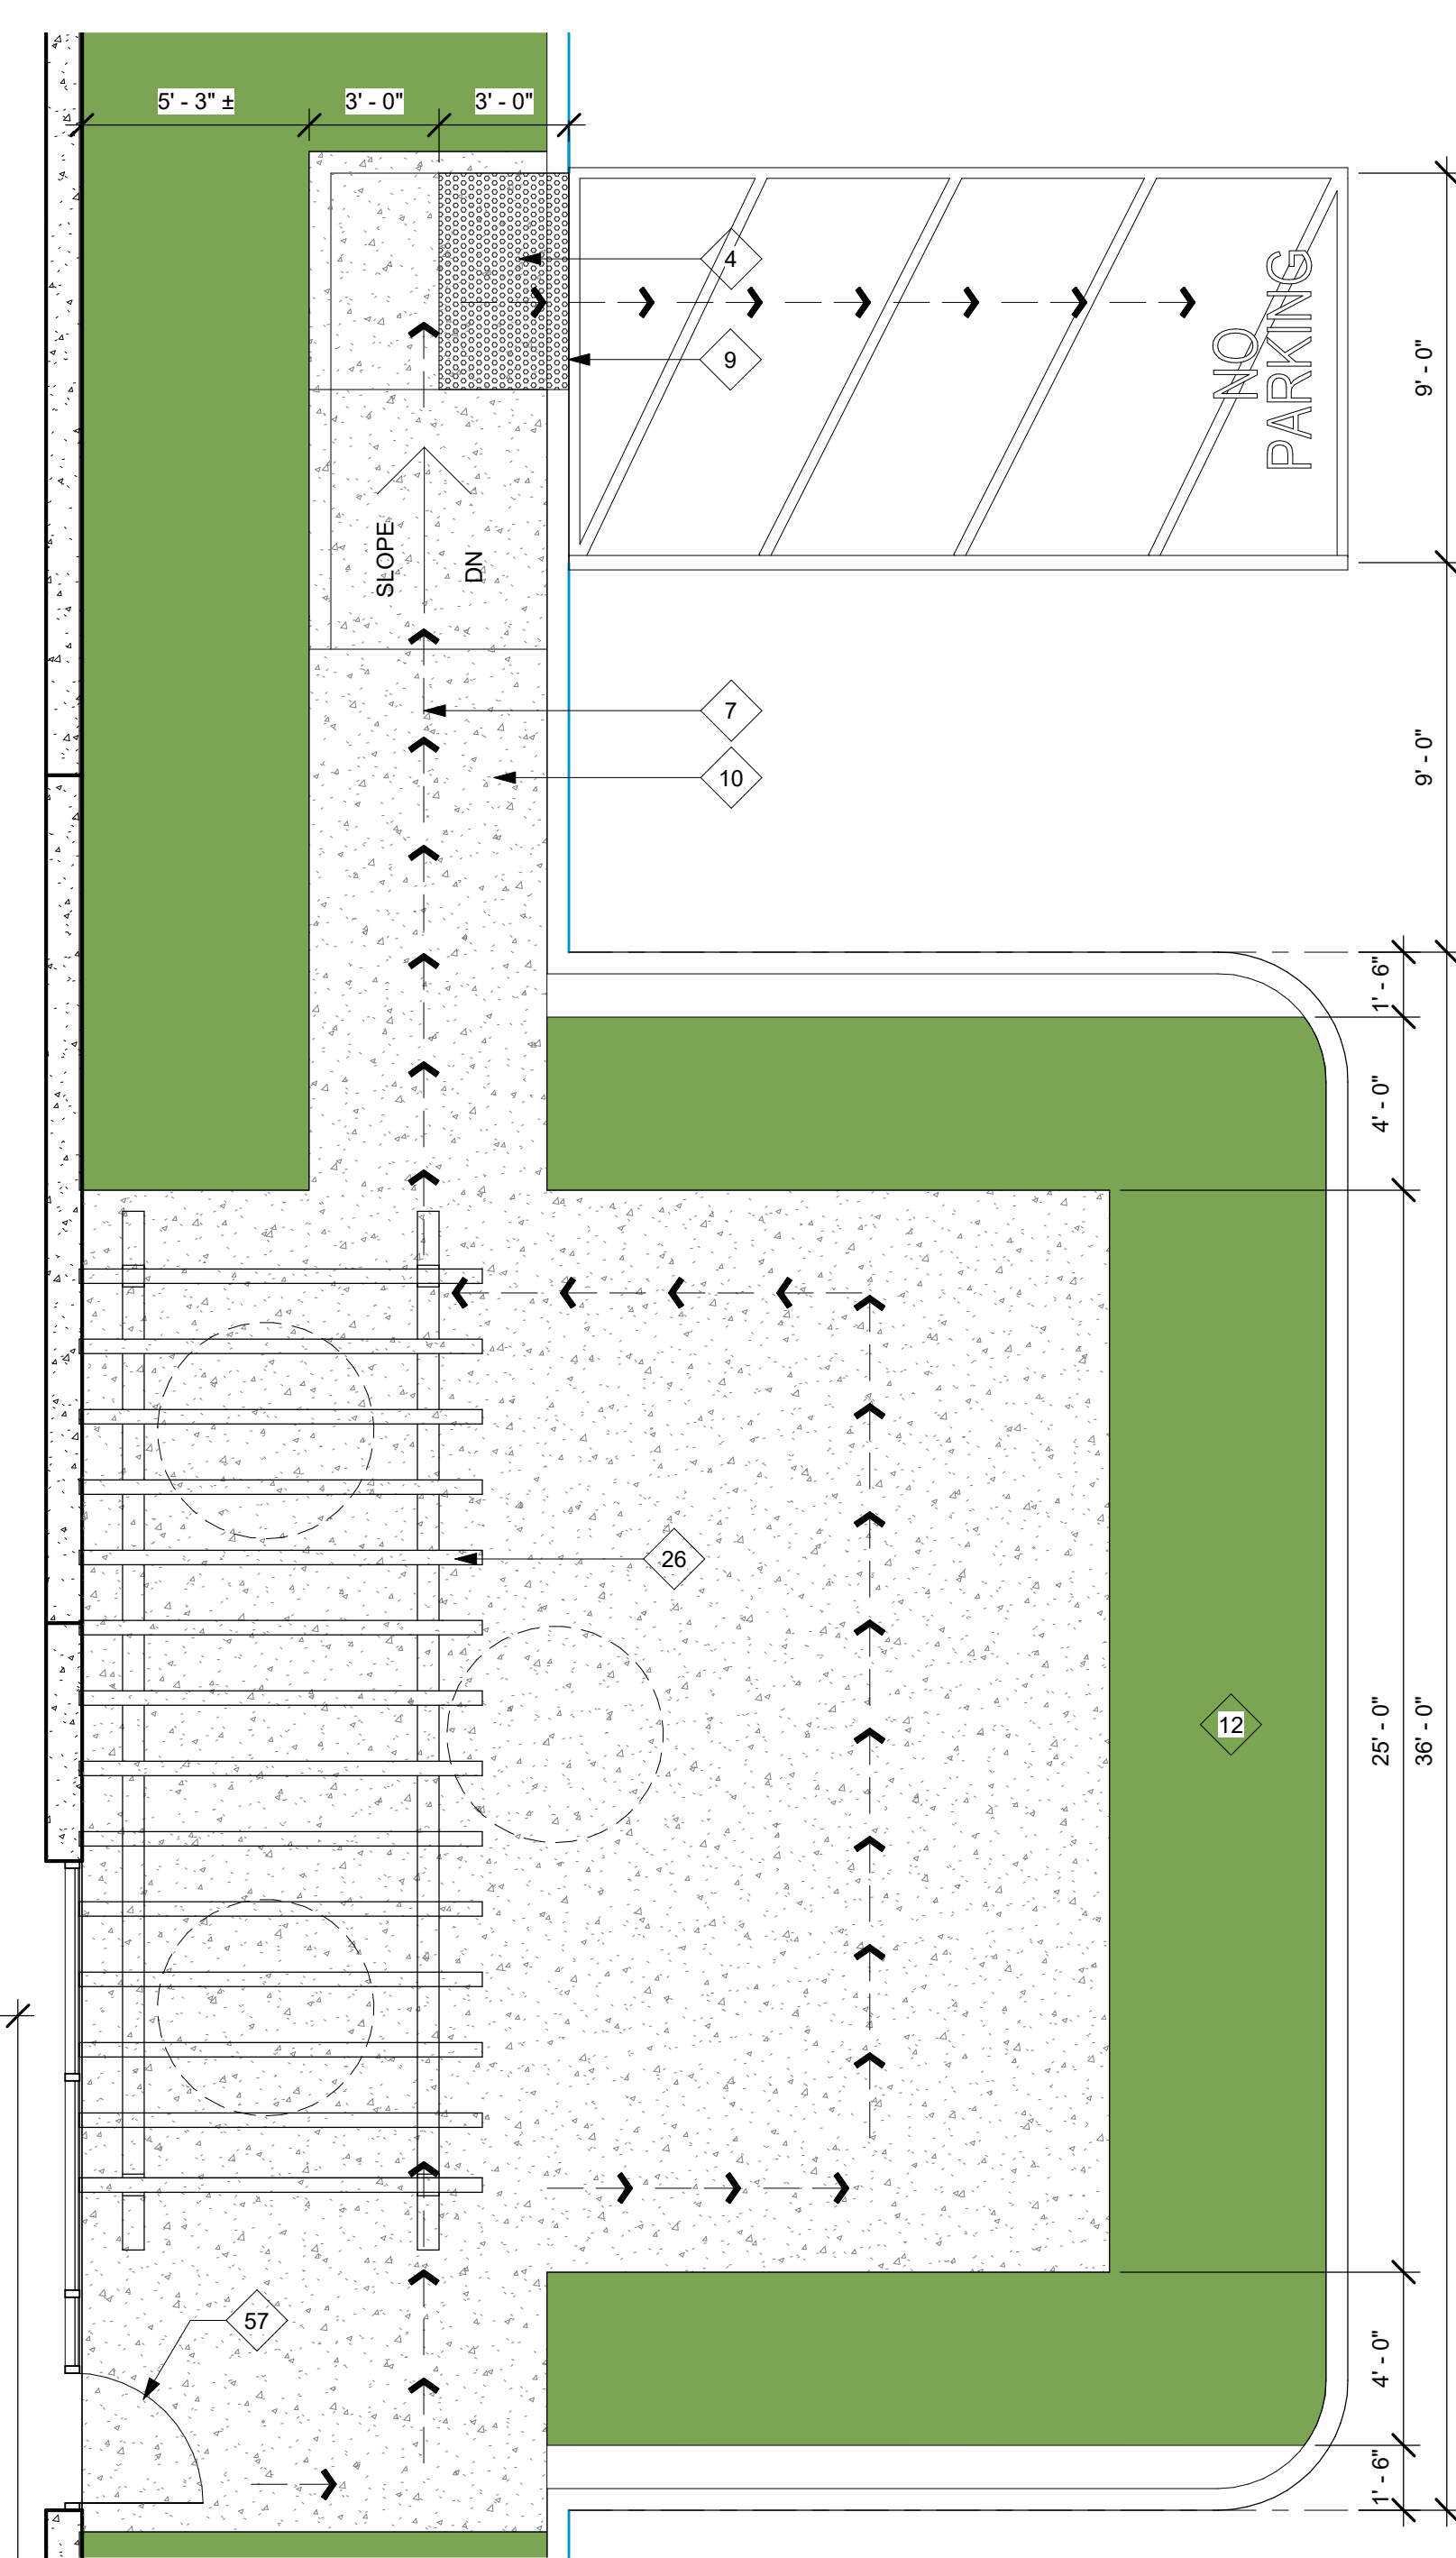 5' - 3" ±
3' - 0"
3' - 0"
4
9
NO
PARKING
9' - 0"
SLOPE
DN
7
10
9' - 0"
1' - 6"
4' - 0"
26
12
25' - 0"
36' - 0"
57
4' - 0"
1' - 6"